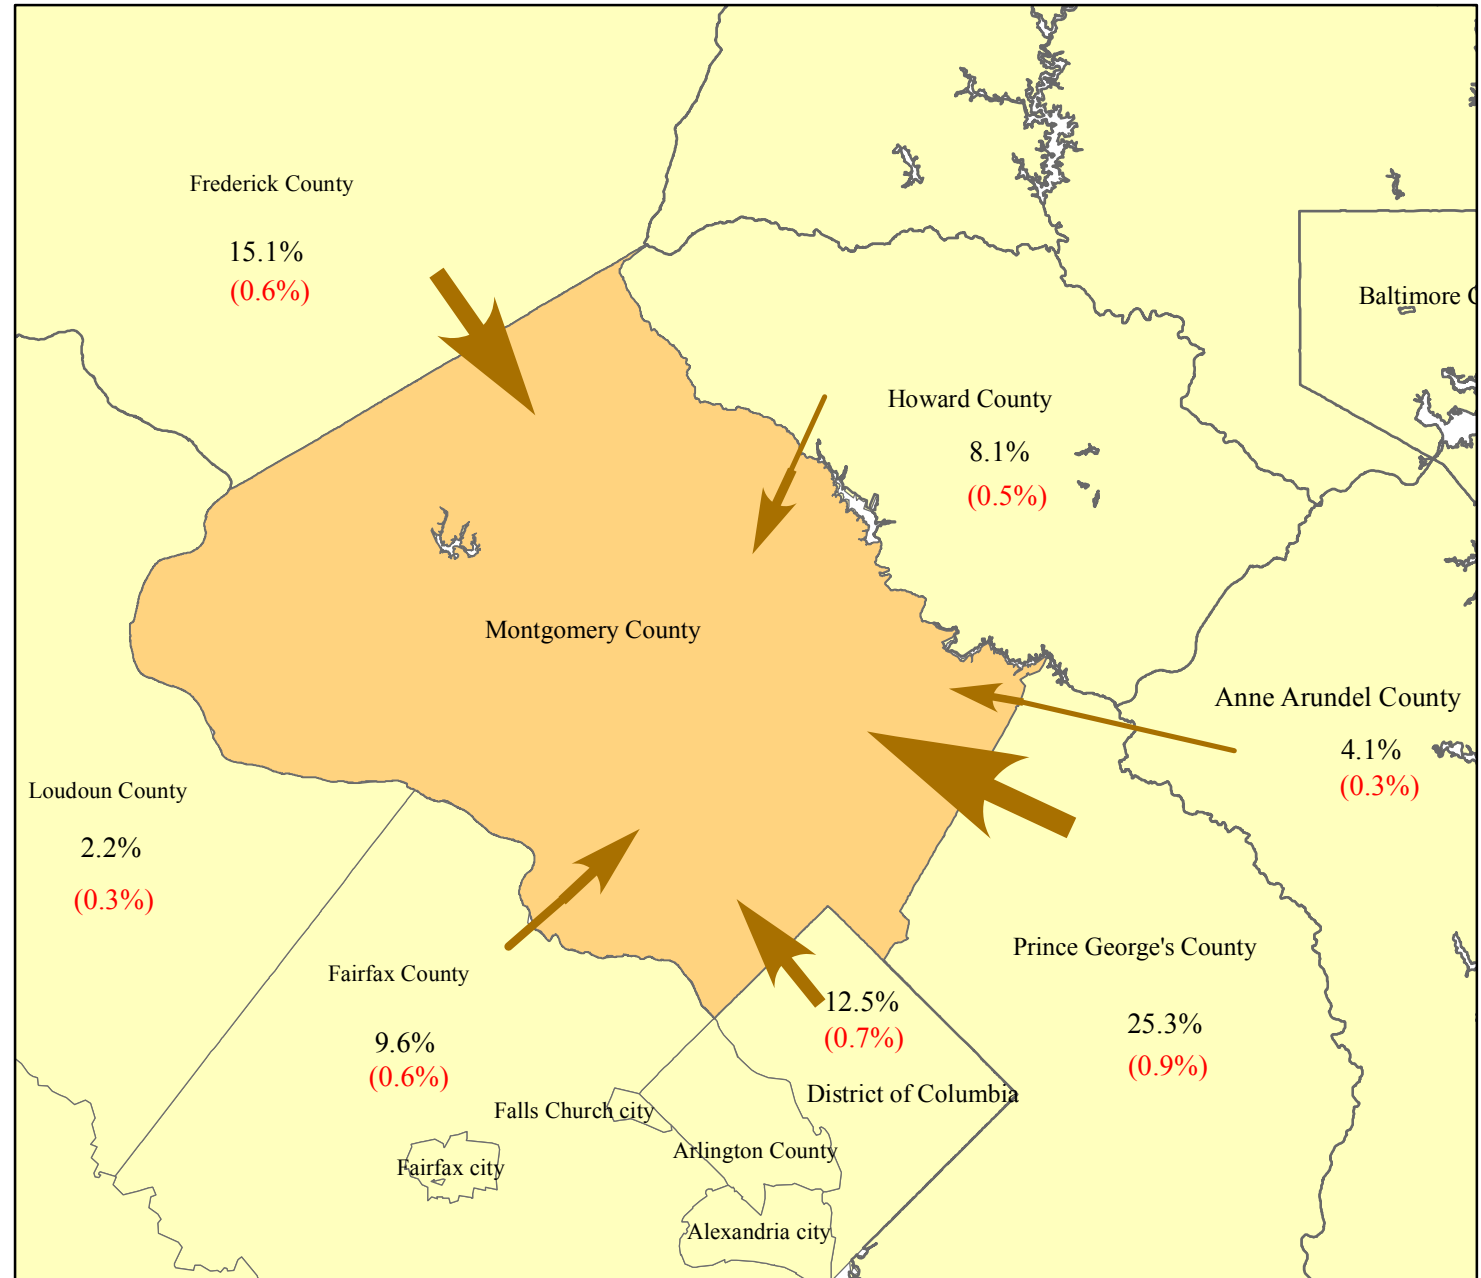 Frederick County
15.1%
(0.6%)
Baltimore C
Howard County
8.1%
(0.5%)
Montgomery County
Anne Arundel County
4.1%
(0.3%)
Loudoun County
2.2%
(0.3%)
Prince George's County
25.3%
(0.9%)
Fairfax County
9.6%
(0.6%)
12.5%
(0.7%)
District of Columbia
Falls Church city
Arlington County
Fairfax city
Alexandria city